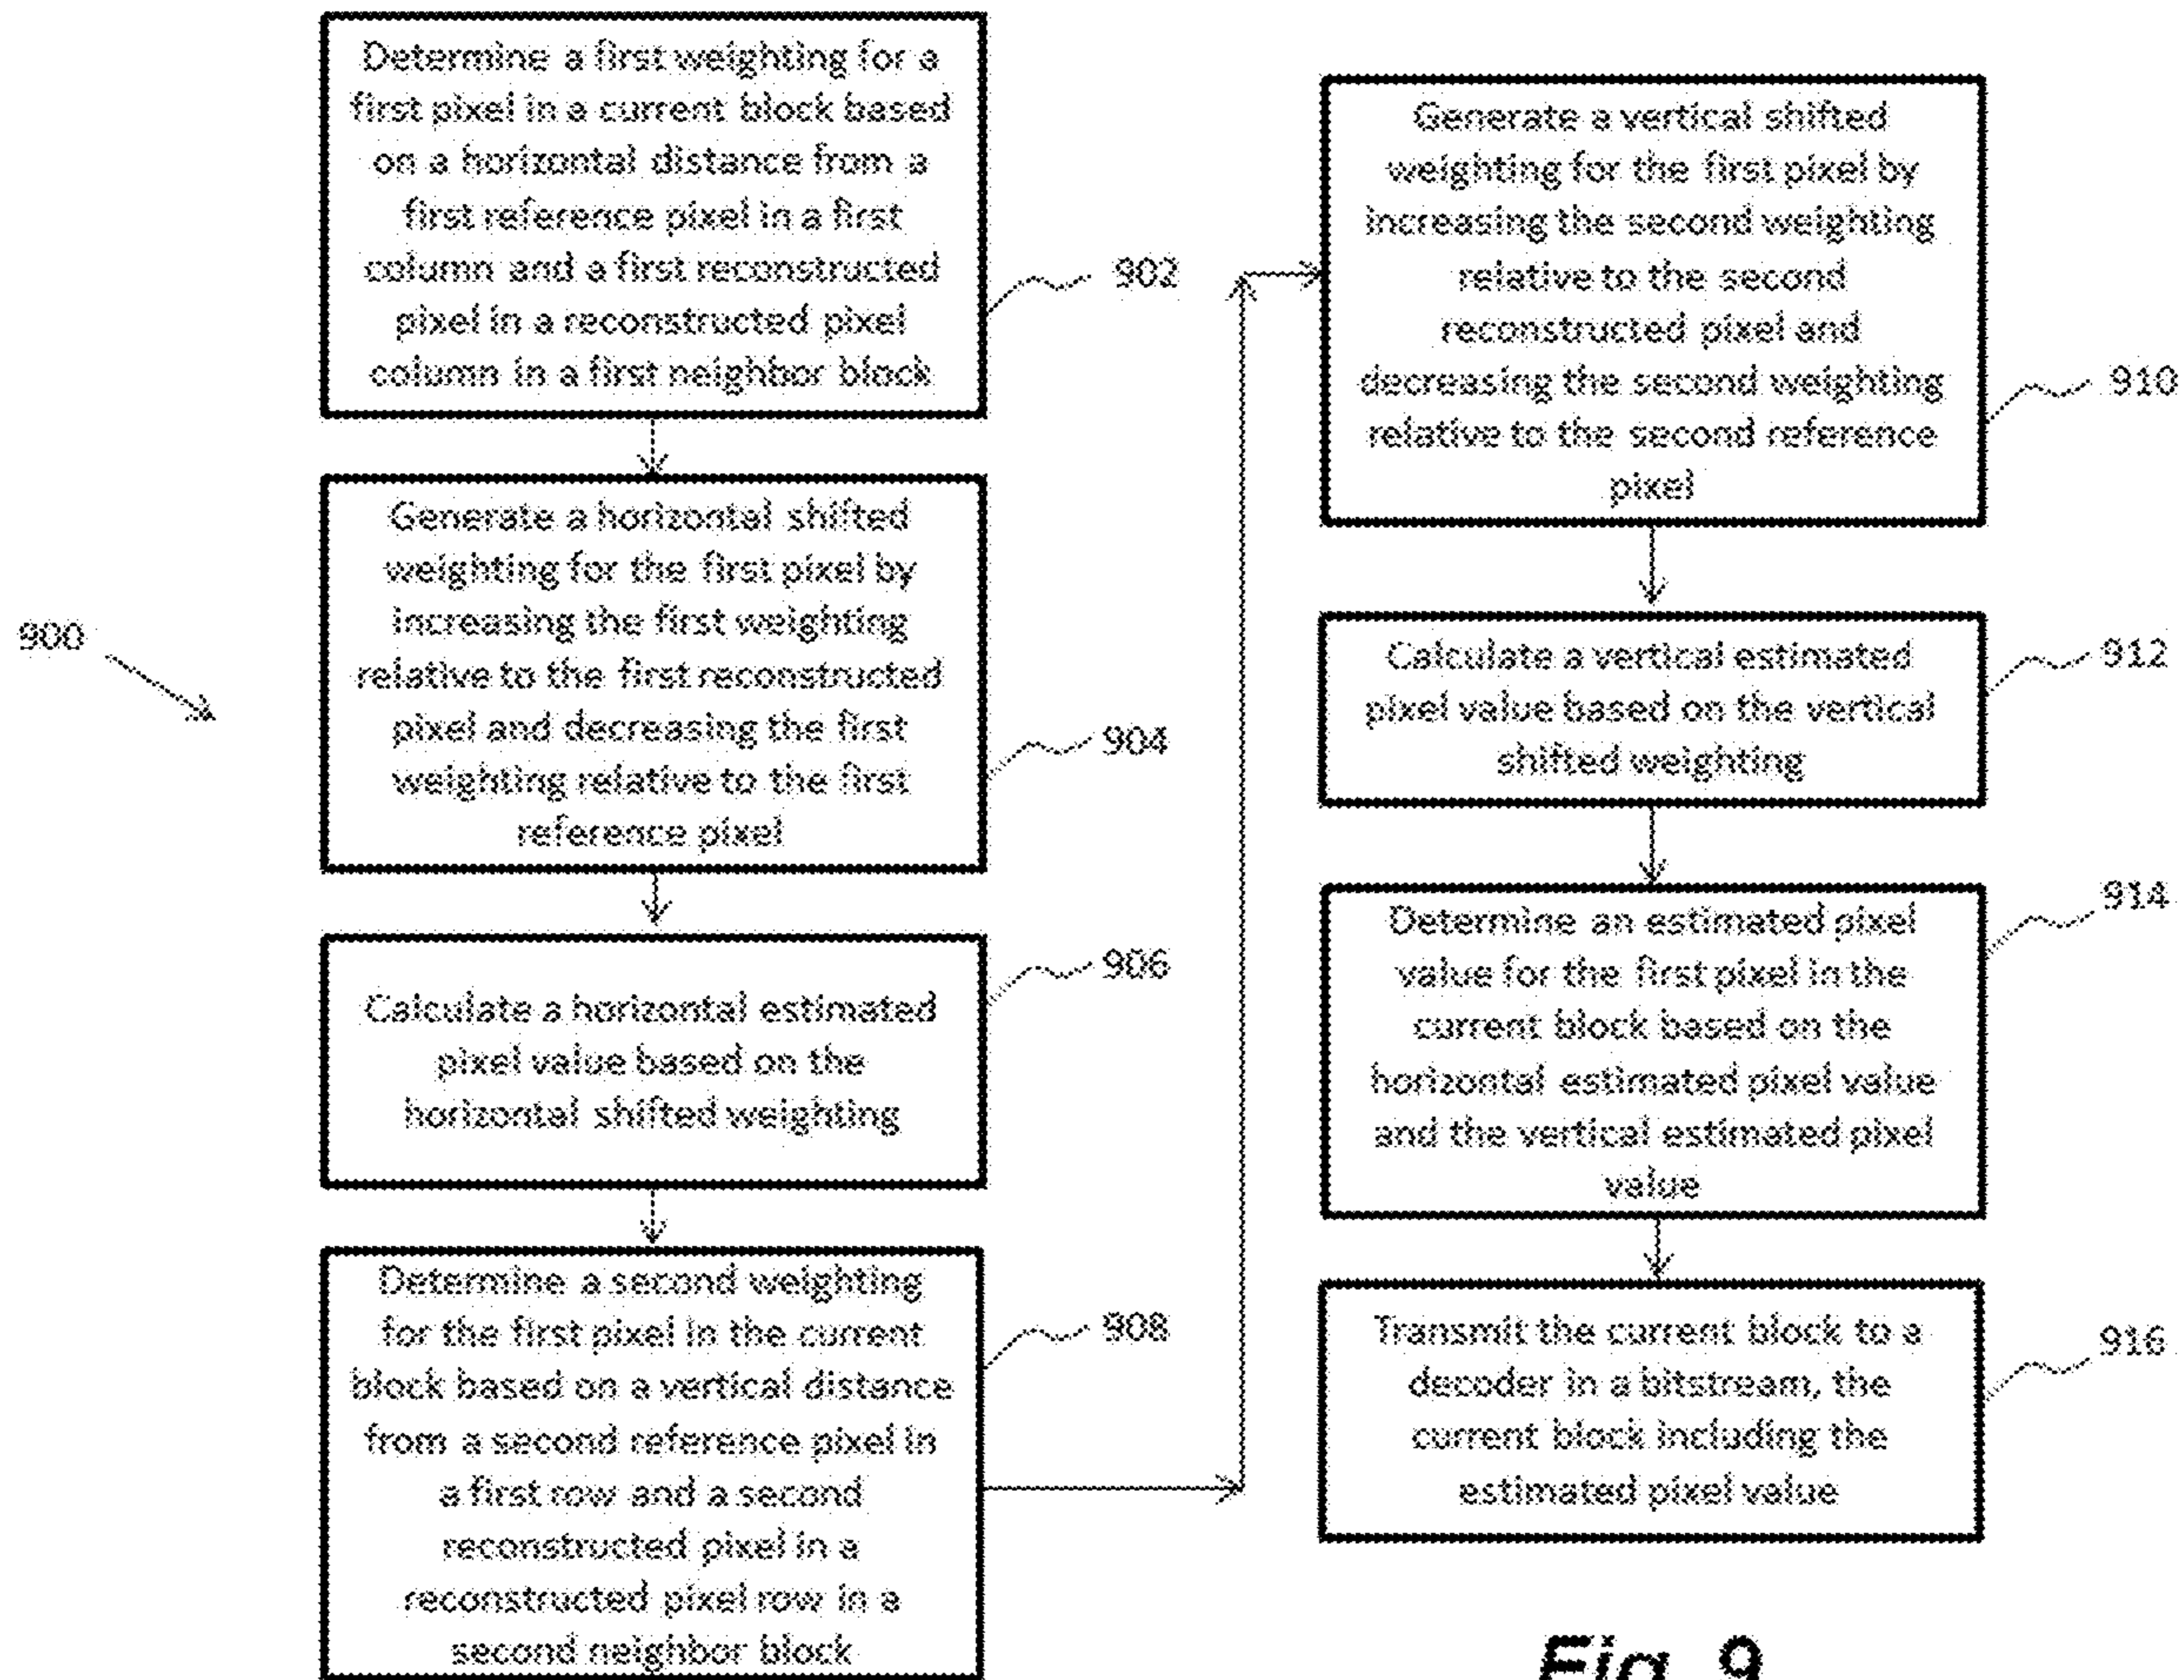 900
Determine a first weighting for a
first pixel in a current block based
on a horizontal distance from a
first reference pixel in a first
column and a first reconstructed
pixel in a reconstructed pixel
column in a first neighbor block
902
Generate a horizontal shifted
weighting for the first pixel by
increasing the first weighting
relative to the first reconstructed
pixel and decreasing the first
weighting relative to the first
reference pixel
904
Calculate a horizontal estimated
pixel value based on the
horizontal shifted weighting
906
Determine a second weighting
for the first pixel in the current
block based on a vertical distance
from a second reference pixel in
a first row and a second
reconstructed pixel in a
reconstructed pixel row in a
second neighbor block
908
Generate a vertical shifted
weighting for the first pixel by
increasing the second weighting
relative to the second
reconstructed pixel and
decreasing the second weighting
relative to the second reference
pixel
910
Calculate a vertical estimated
pixel value based on the vertical
shifted weighting
912
Determine an estimated pixel
value for the first pixel in the
current block based on the
horizontal estimated pixel value
and the vertical estimated pixel
value
914
Transmit the current block to a
decoder in a bitstream, the
current block including the
estimated pixel value
916
Fig. 9